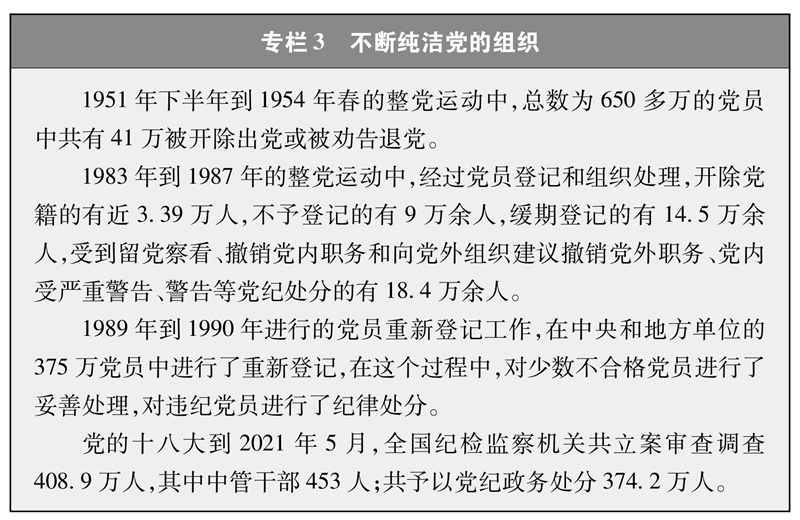 专栏3 不断纯洁党的组织
1951年下半年到1954年春的整党运动中,总数为650多万的党员
中共有41万被开除出党或被劝告退党。
1983年到1987年的整党运动中,经过党员登记和组织处理,开除党
籍的有近3.39万人,不予登记的有9万余人,缓期登记的有14.5万余
人,受到留党察看、撤销党内职务和向党外组织建议撤销党外职务、党内
受严重警告、警告等党纪处分的有18.4万余人。
1989年到1990年进行的党员重新登记工作,在中央和地方单位的
375万党员中进行了重新登记,在这个过程中,对少数不合格党员进行了
妥善处理,对违纪党员进行了纪律处分。
党的十八大到2021年5月,全国纪检监察机关共立案审查调查
408.9万人,其中中管干部453人;共予以党纪政务处分374.2万人。